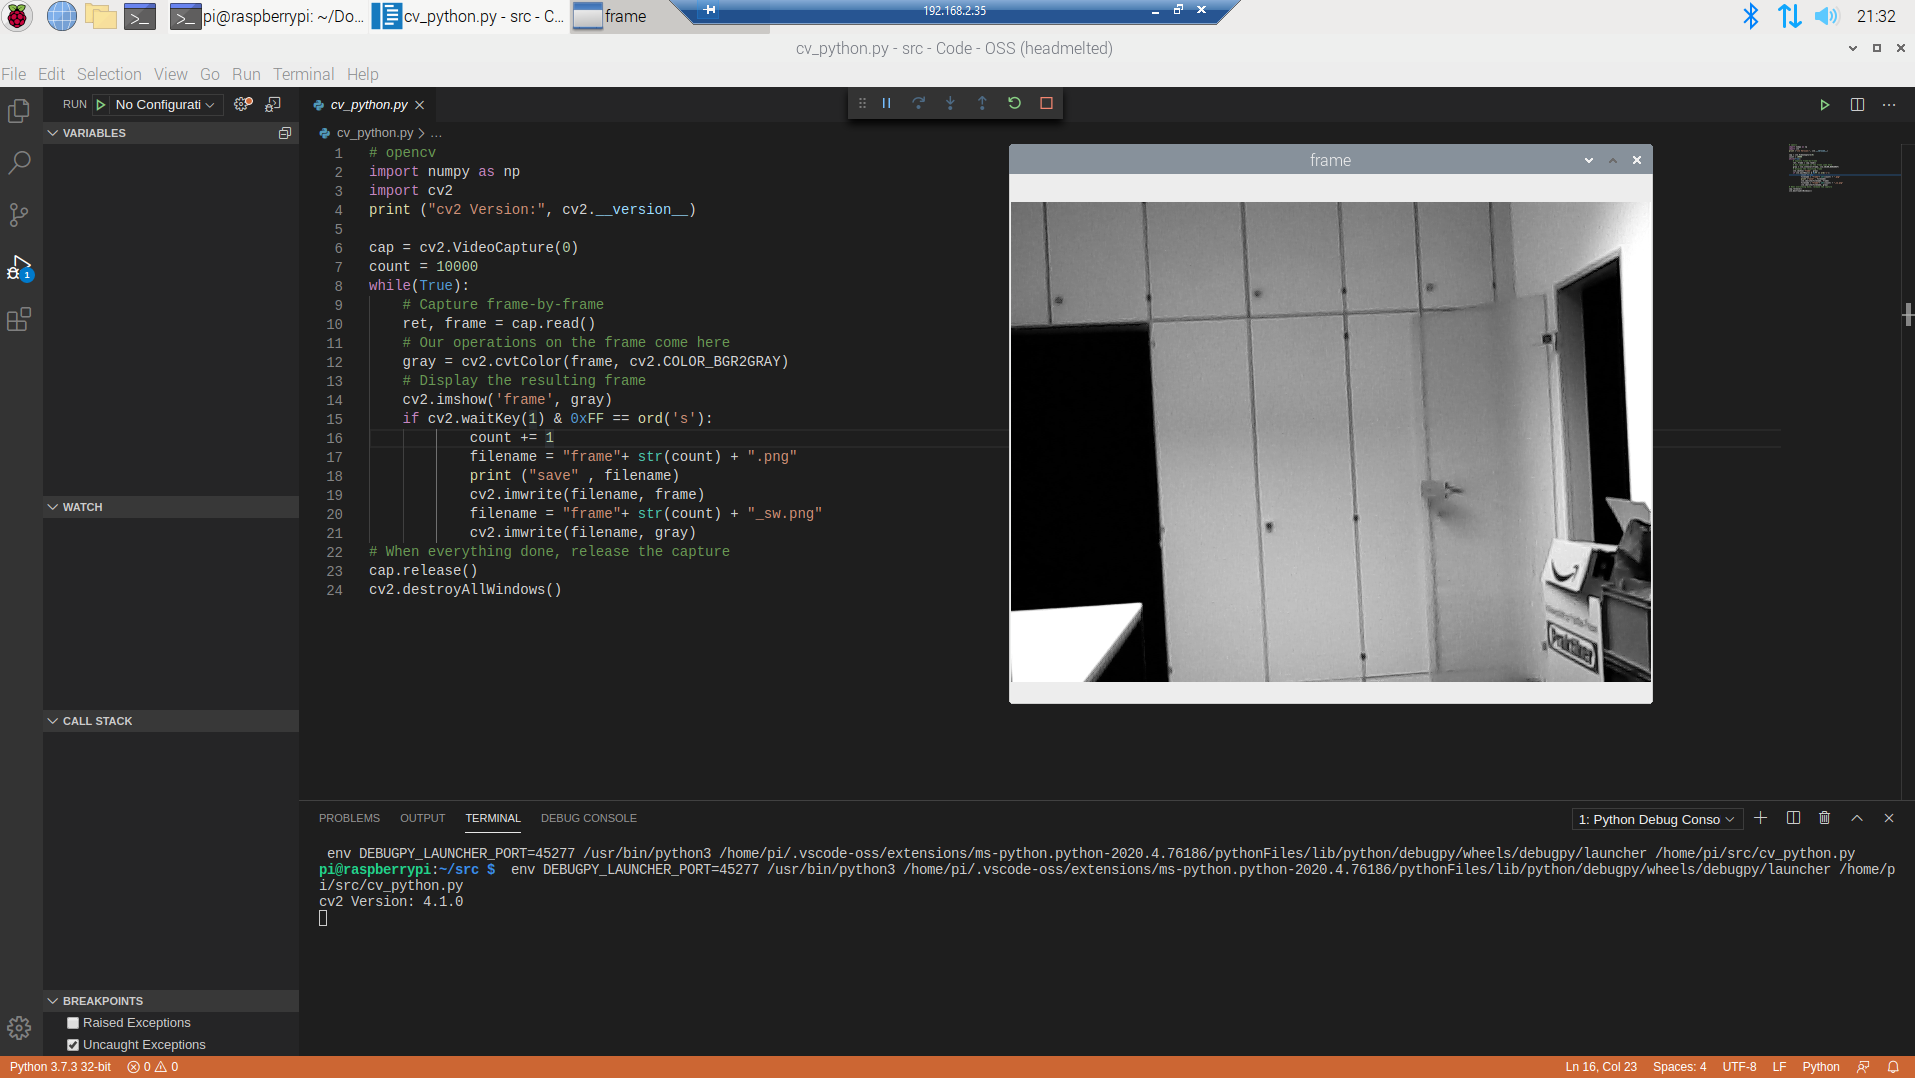 pi@raspberrypi: ~/Do...
cv_python.py - src - C...
frame
192.168.2.35
21:32
cv_python.py - src - Code - OSS (headmelted)
File Edit Selection View Go Run Terminal Help
RUN No Configurati
cv_python.py
VARIABLES
cv_python.py > ...
1 # opencv
2 import numpy as np
3 import cv2
4 print ("cv2 Version:", cv2.__version__)
5
6 cap = cv2.VideoCapture(0)
7 count = 10000
8 while(True):
9 # Capture frame-by-frame
10 ret, frame = cap.read()
11 # Our operations on the frame come here
12 gray = cv2.cvtColor(frame, cv2.COLOR_BGR2GRAY)
13 # Display the resulting frame
14 cv2.imshow('frame', gray)
15 if cv2.waitKey(1) & 0xFF == ord('s'):
16 count += 1
17 filename = "frame"+ str(count) + ".png"
18 print ("save" , filename)
19 cv2.imwrite(filename, frame)
20 filename = "frame"+ str(count) + "_sw.png"
21 cv2.imwrite(filename, gray)
22 # When everything done, release the capture
23 cap.release()
24 cv2.destroyAllWindows()
frame
Praktiker
1
WATCH
CALL STACK
BREAKPOINTS
Raised Exceptions
Uncaught Exceptions
PROBLEMS OUTPUT TERMINAL DEBUG CONSOLE
1: Python Debug Conso
env DEBUGPY_LAUNCHER_PORT=45277 /usr/bin/python3 /home/pi/.vscode-oss/extensions/ms-python.python-2020.4.76186/pythonFiles/lib/python/debugpy/wheels/debugpy/launcher /home/pi/src/cv_python.py
pi@raspberrypi:~/src $ env DEBUGPY_LAUNCHER_PORT=45277 /usr/bin/python3 /home/pi/.vscode-oss/extensions/ms-python.python-2020.4.76186/pythonFiles/lib/python/debugpy/wheels/debugpy/launcher /home/p
i/src/cv_python.py
cv2 Version: 4.1.0
Python 3.7.3 32-bit 0 0
Ln 16, Col 23 Spaces: 4 UTF-8 LF Python